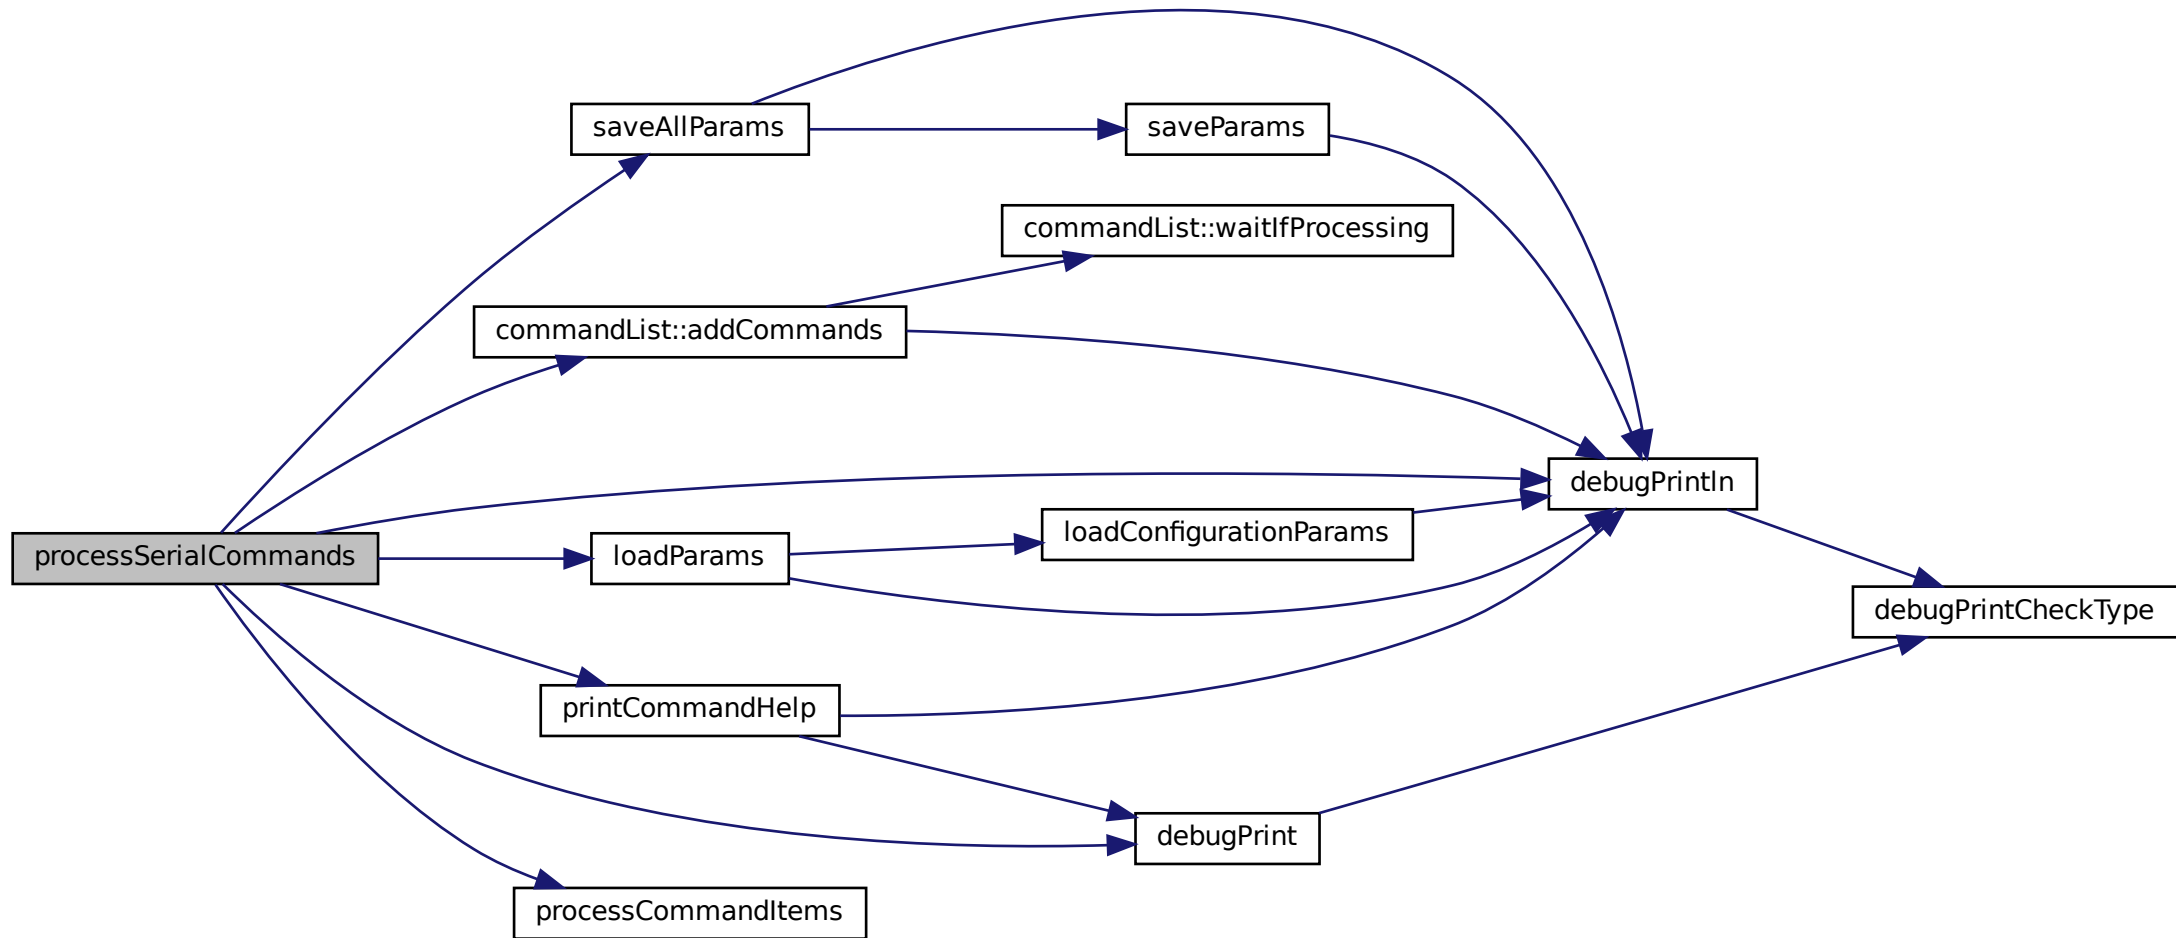 saveAllParams
saveParams
commandList::waitIfProcessing
commandList::addCommands
debugPrintln
loadConfigurationParams
processSerialCommands
loadParams
debugPrintCheckType
printCommandHelp
debugPrint
processCommandItems